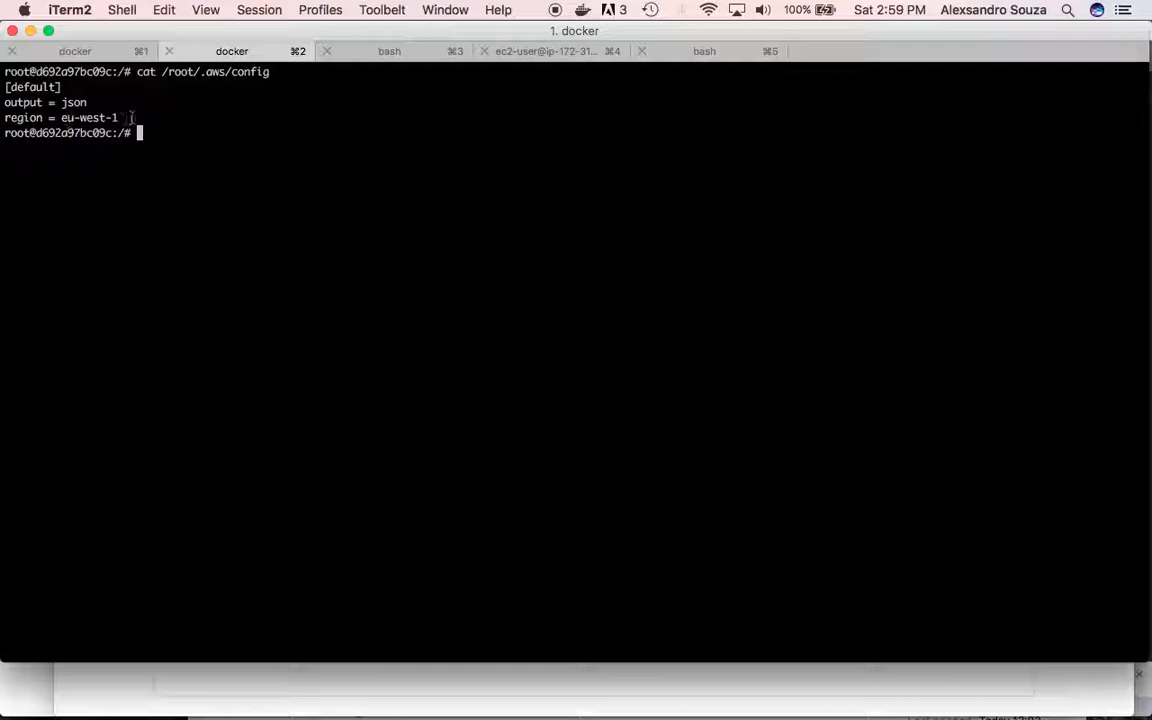 iTerm2 Shell Edit View Session Profiles Toolbelt Window Help 3 100% Sat 2:59 PM Alexsandro Souza
1. docker
docker ⌘1 docker ⌘2 bash ⌘3 ec2-user@ip-172-31... ⌘4 bash ⌘5
root@d692a97bc09c:/# cat /root/.aws/config
[default]
output = json
region = eu-west-1
root@d692a97bc09c:/#